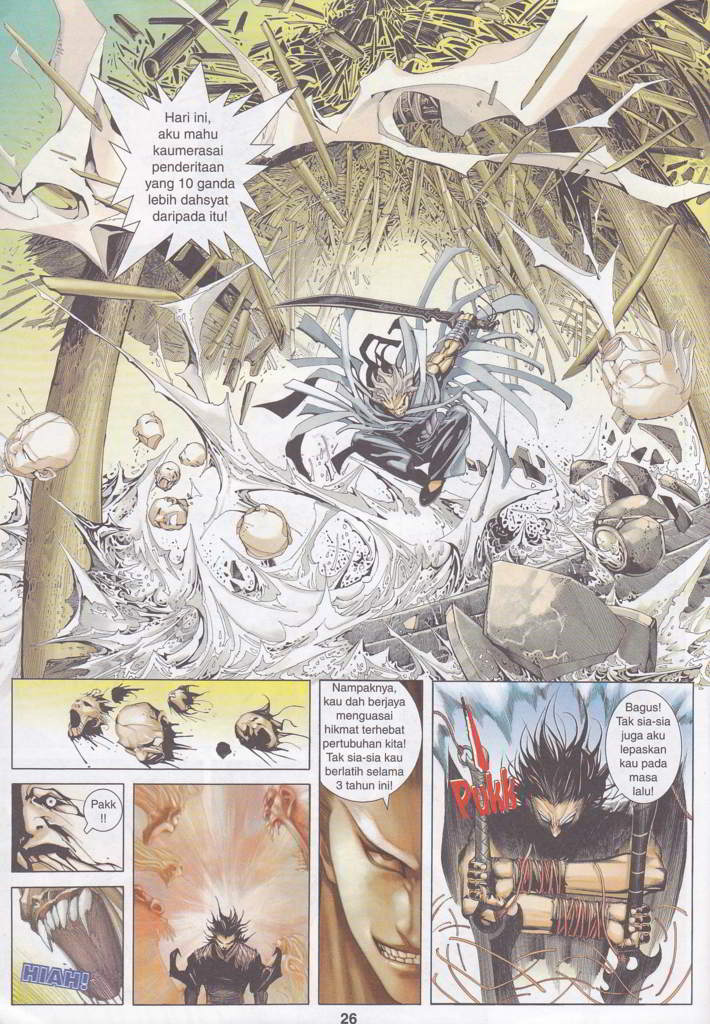 Hari ini,
aku mahu
kaumerasai
penderitaan
yang 10 ganda
lebih dahsyat
daripada itu!
Nampaknya,
kau dah berjaya
menguasai
hikmat terhebat
pertubuhan kita!
Tak sia-sia kau
berlatih selama
3 tahun ini!
Bagus!
Tak sia-sia
juga aku
lepaskan
kau pada
masa
lalu!
Pakk
!!
HIAH!
26